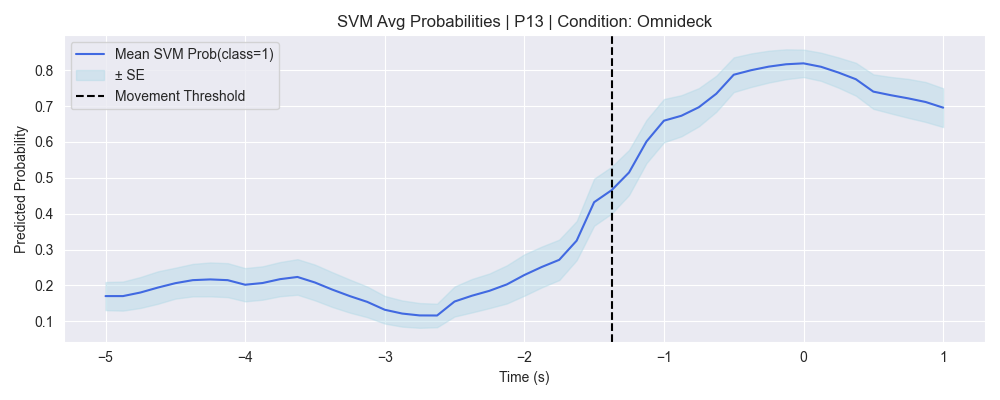 SVM Avg Probabilities | P13 | Condition: Omnideck
Mean SVM Prob(class=1)
± SE
Movement Threshold
Predicted Probability
0.8
0.7
0.6
0.5
0.4
0.3
0.2
0.1
−5
−4
−3
−2
−1
0
1
Time (s)